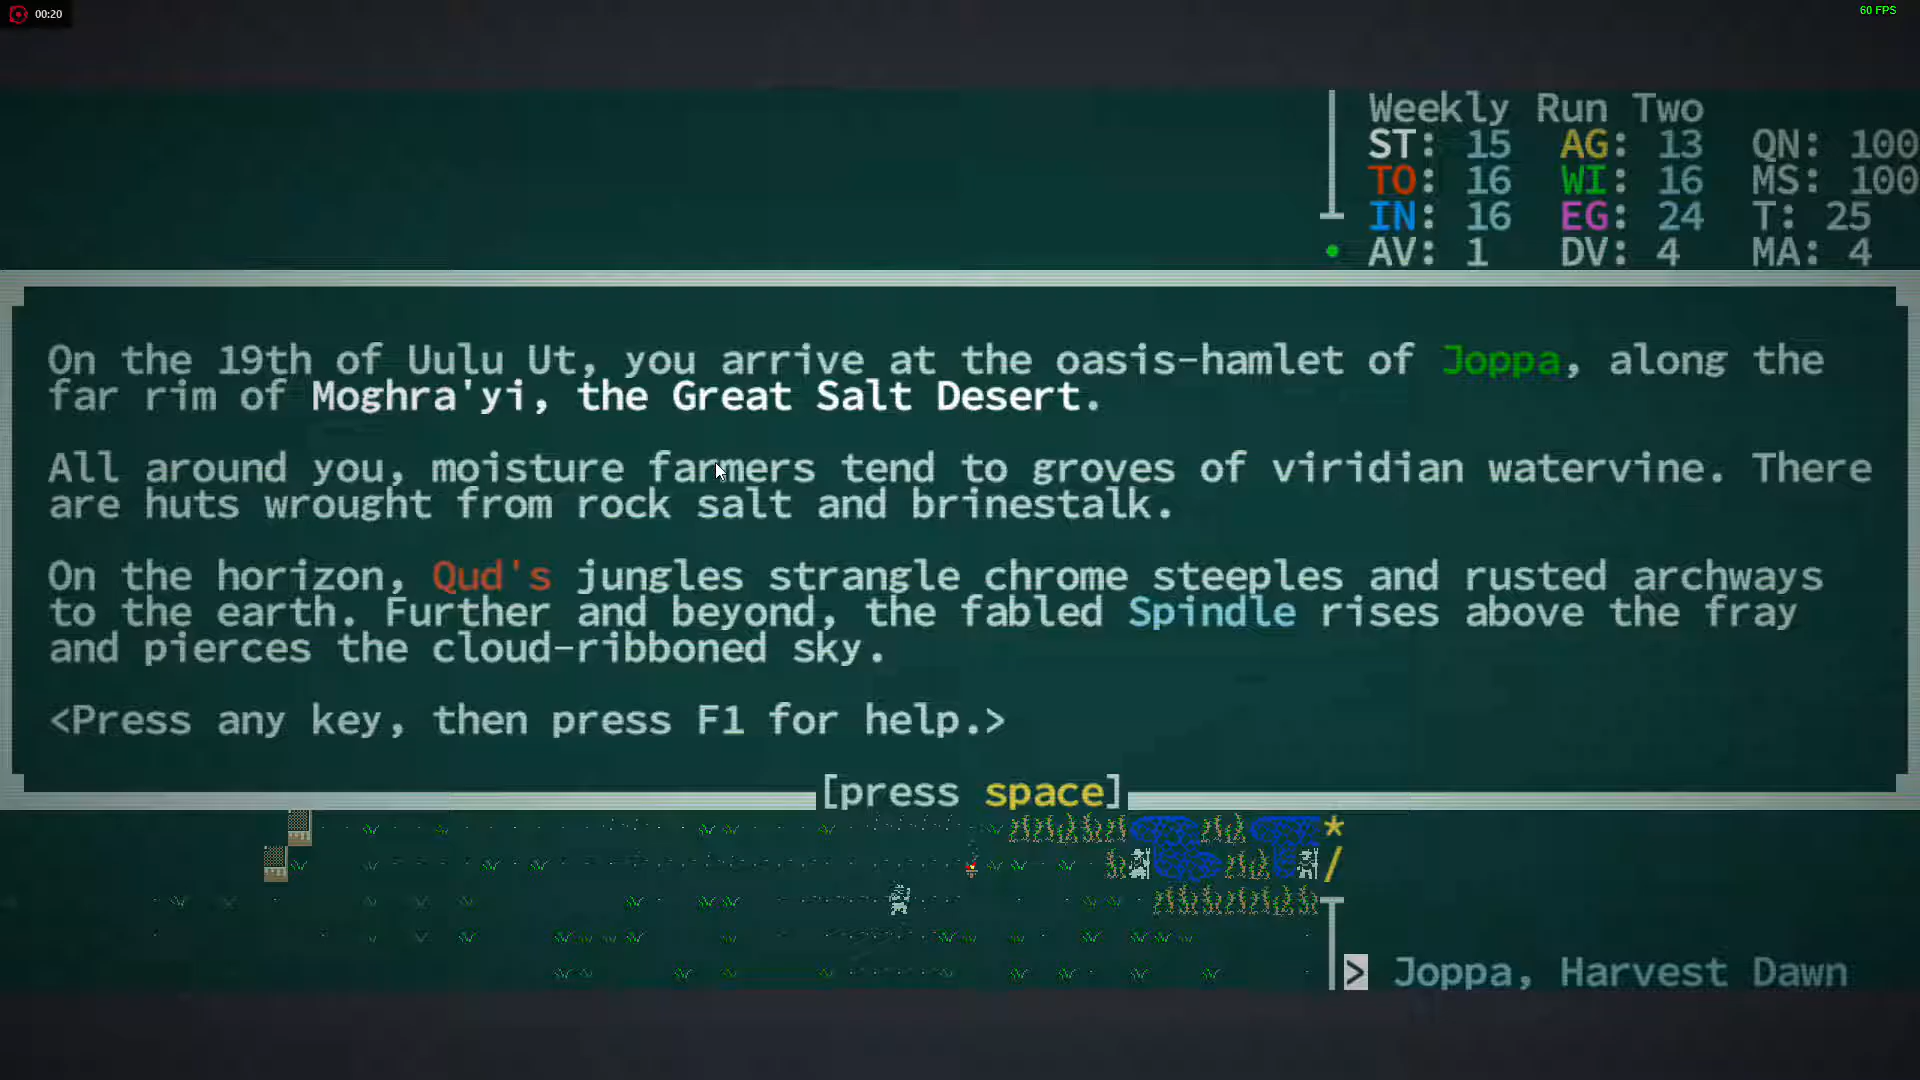 00:20
60 FPS
Weekly Run Two
ST: 15 AG: 13 QN: 100
TO: 16 WI: 16 MS: 100
IN: 16 EG: 24 T: 25
AV: 1 DV: 4 MA: 4
On the 19th of Uulu Ut, you arrive at the oasis-hamlet of Joppa, along the
far rim of Moghra'yi, the Great Salt Desert.
All around you, moisture farmers tend to groves of viridian watervine. There
are huts wrought from rock salt and brinestalk.
On the horizon, Qud's jungles strangle chrome steeples and rusted archways
to the earth. Further and beyond, the fabled Spindle rises above the fray
and pierces the cloud-ribboned sky.
<Press any key, then press F1 for help.>
[press space]
*
/
> Joppa, Harvest Dawn